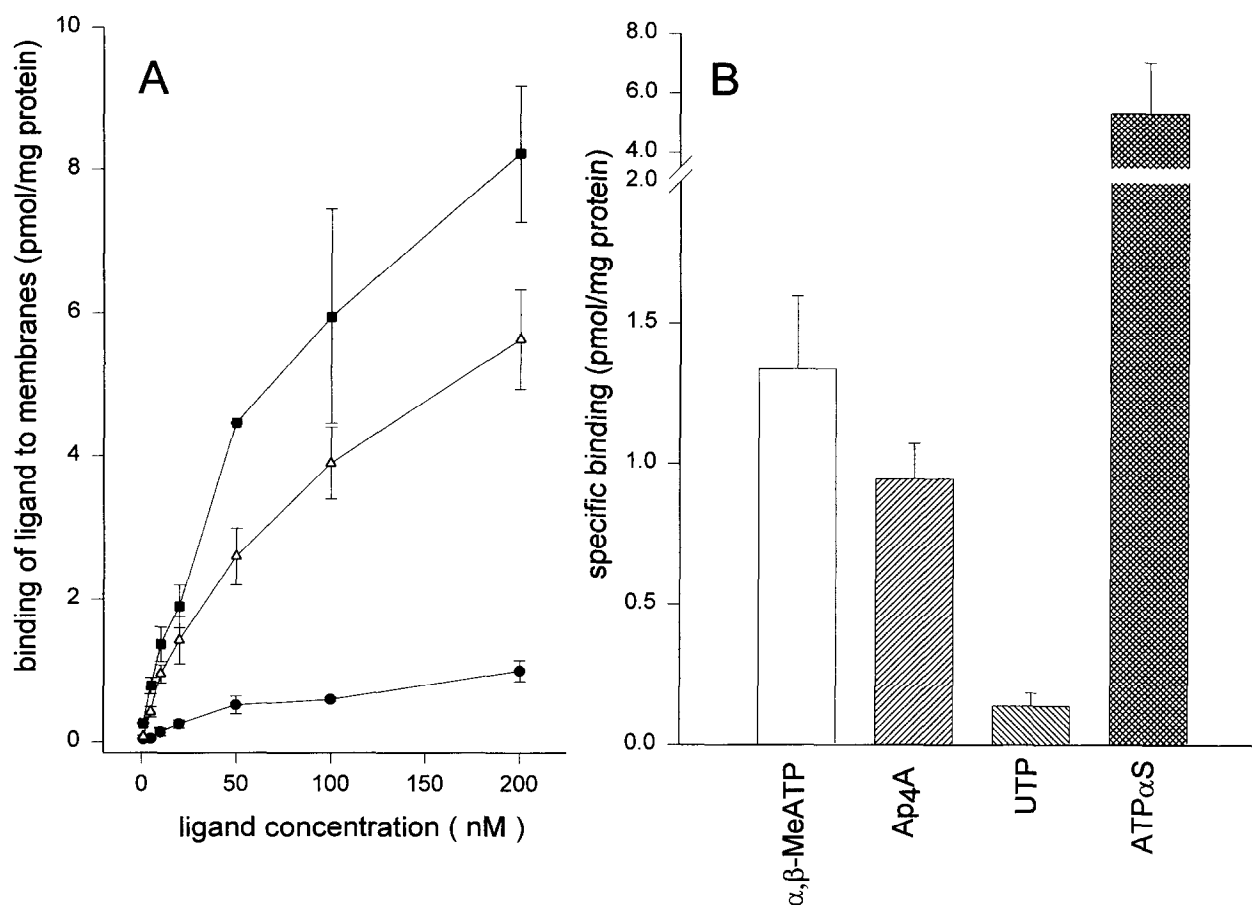 A
binding of ligand to membranes (pmol/mg protein)
10
8
6
4
2
0
0
50
100
150
200
ligand concentration ( nM )
B
specific binding (pmol/mg protein)
8.0
6.0
4.0
2.0
1.5
1.0
0.5
0.0
α,β-MeATP
Ap4A
UTP
ATPαS